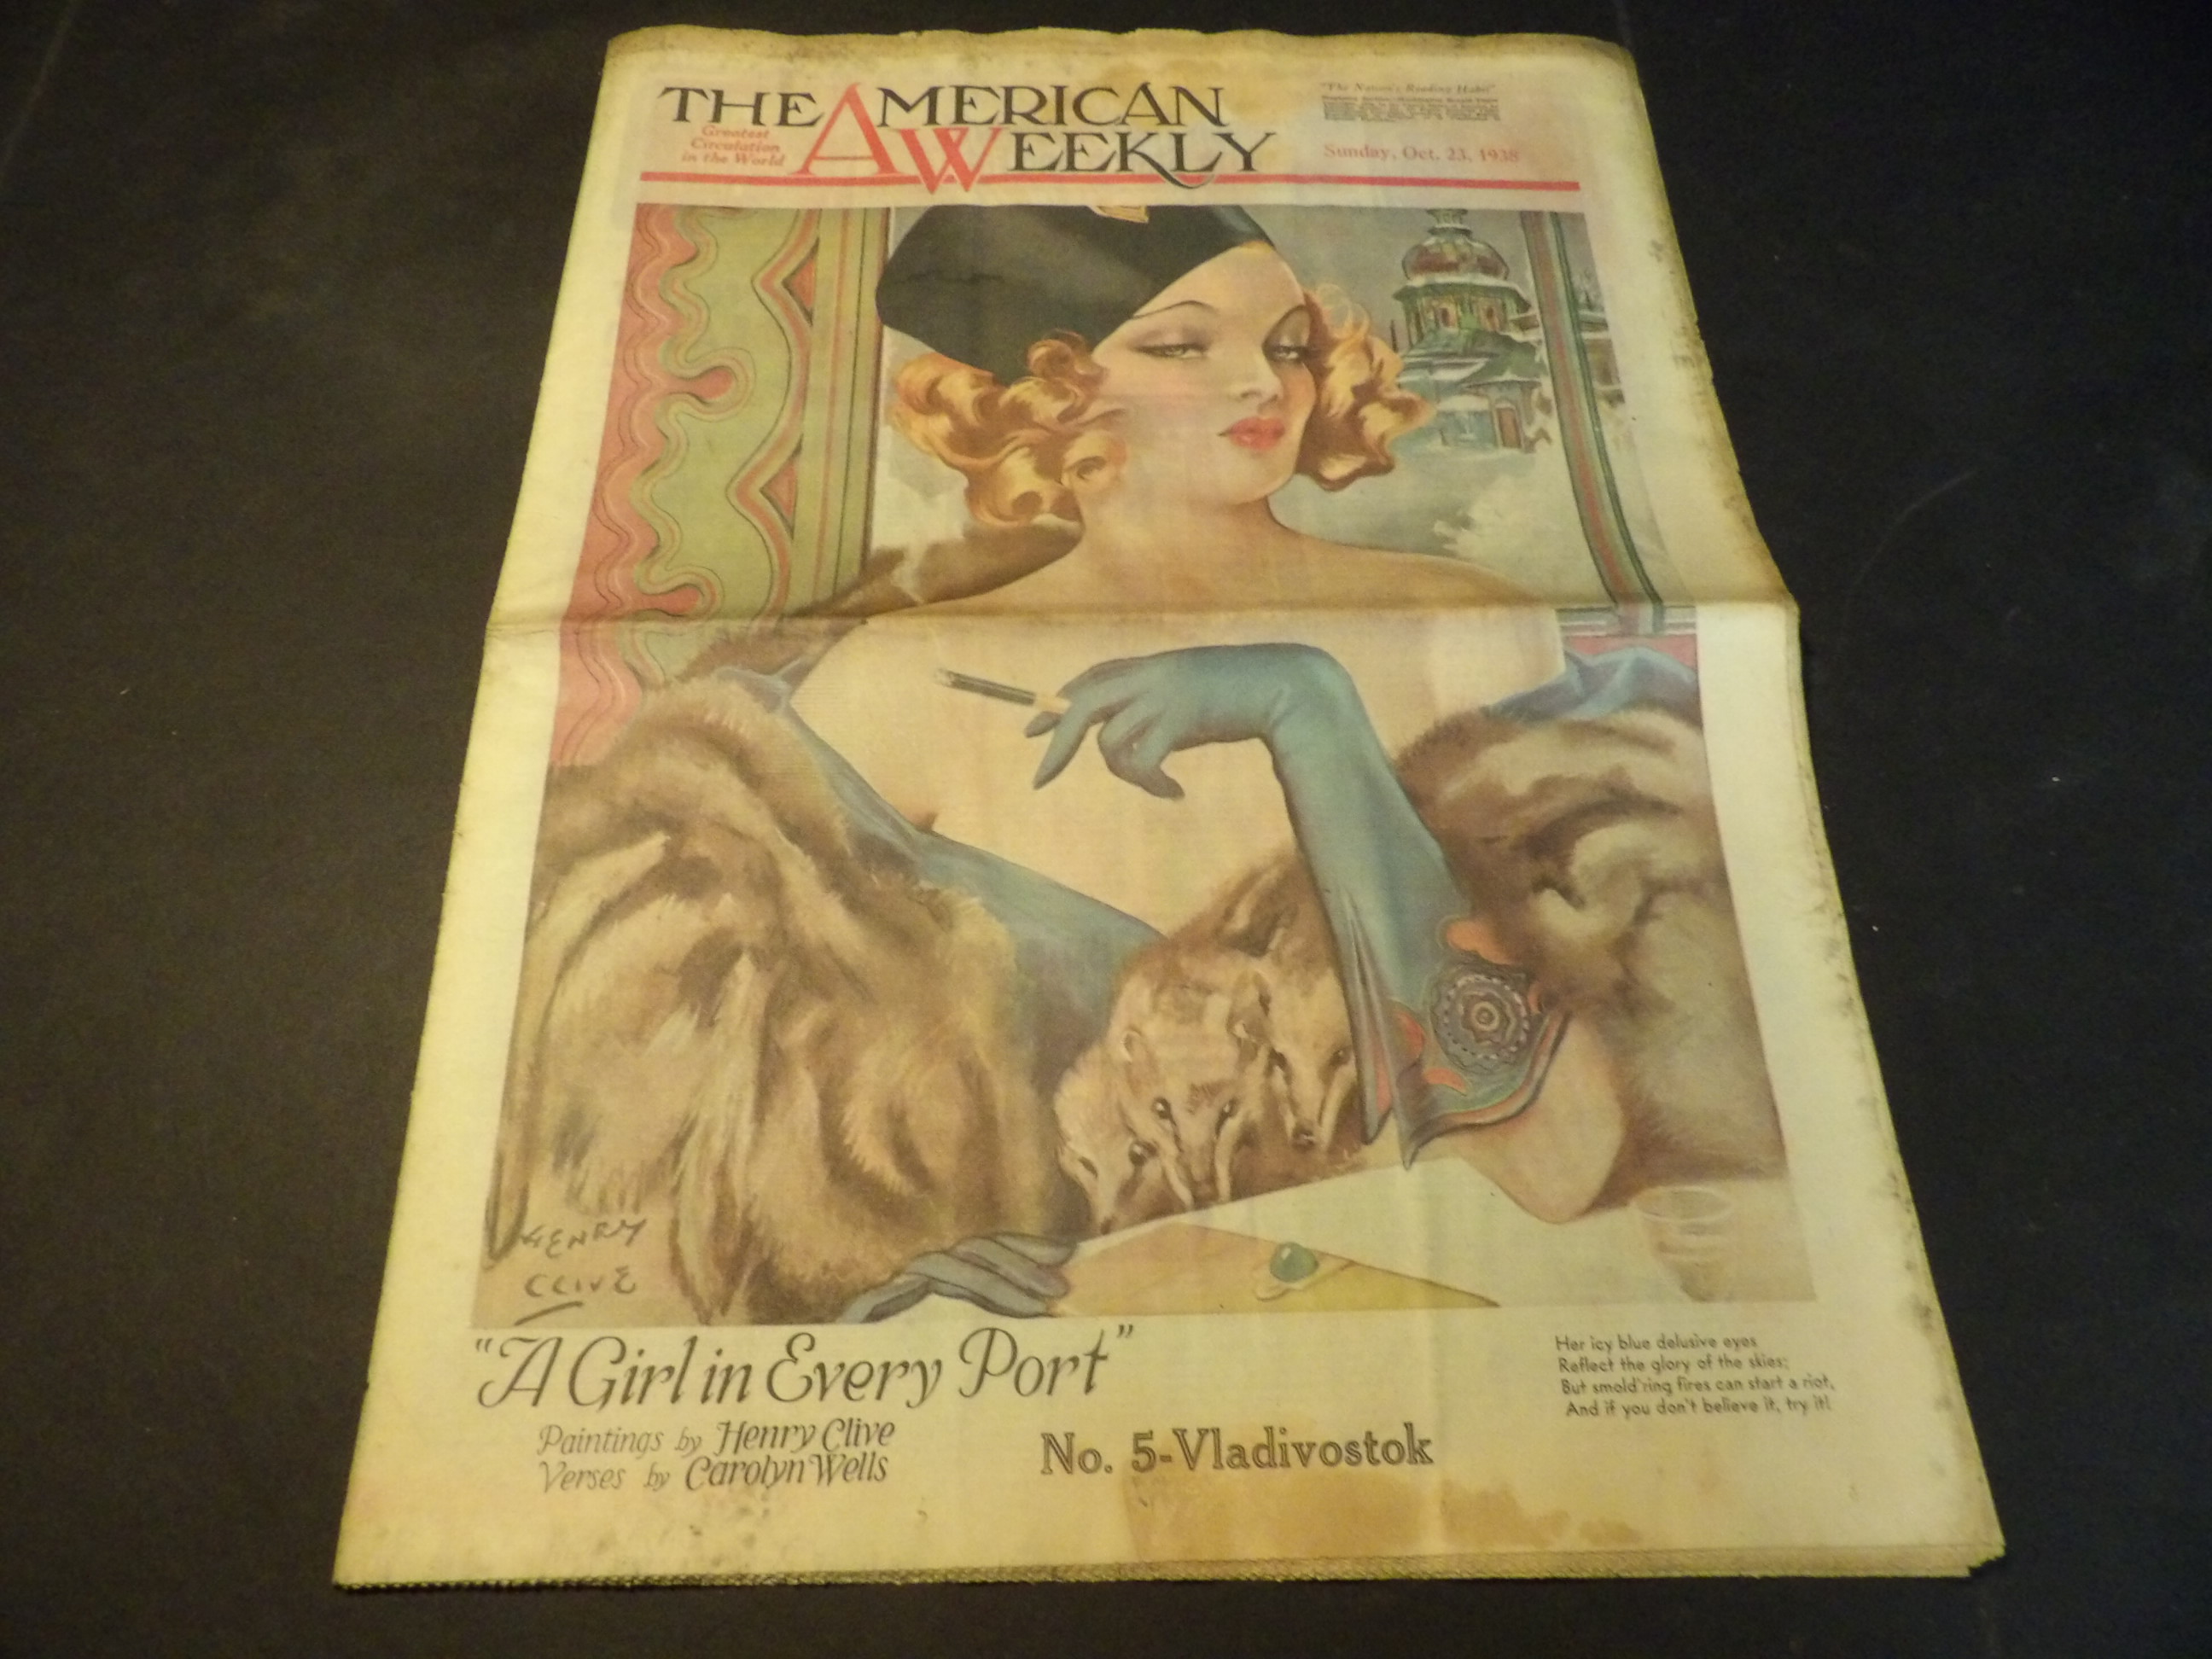 THE AMERICAN
WEEKLY
Greatest
Circulation
in the World
"The Nation's Reading Habit"
Sunday, Oct. 23, 1938
HENRY
CLIVE
"A Girl in Every Port"
Paintings by Henry Clive
Verses by Carolyn Wells
No. 5-Vladivostok
Her icy blue delusive eyes
Reflect the glory of the skies;
But smold'ring fires can start a riot,
And if you don't believe it, try it!